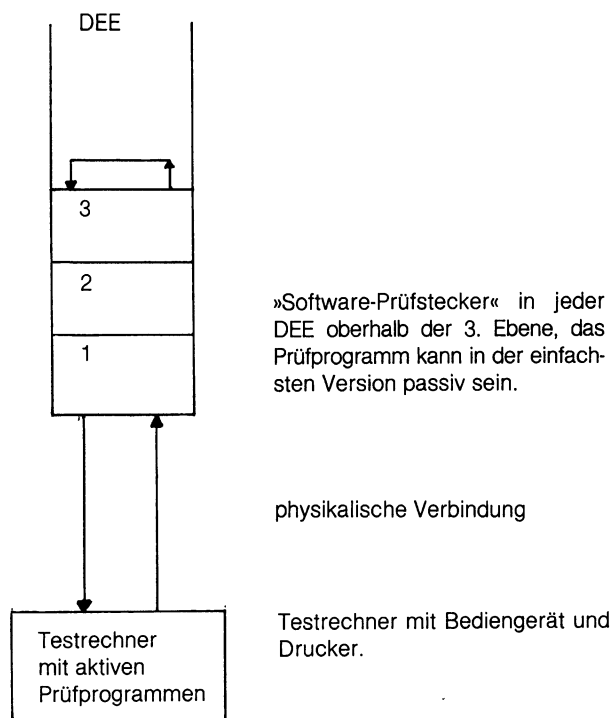 DEE
3
2
1
»Software-Prüfstecker« in jeder
DEE oberhalb der 3. Ebene, das
Prüfprogramm kann in der einfach-
sten Version passiv sein.
physikalische Verbindung
Testrechner mit Bediengerät und
Drucker.
Testrechner
mit aktiven
Prüfprogrammen